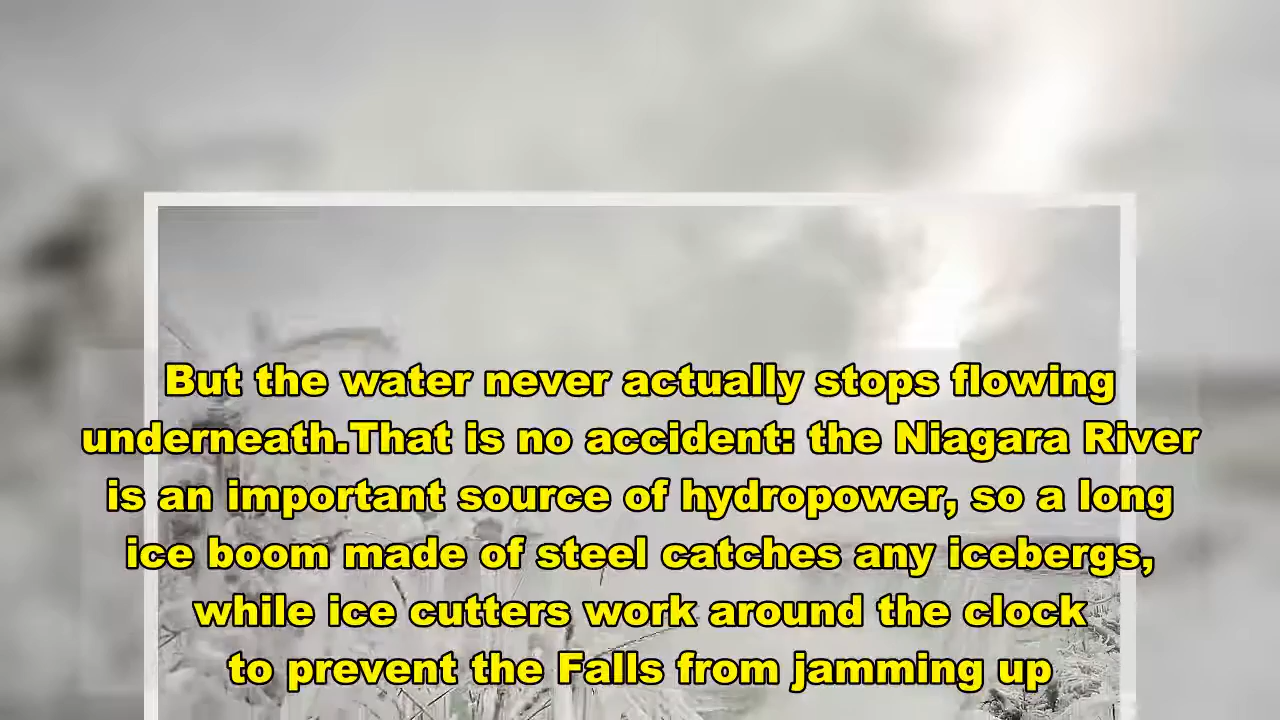 But the water never actually stops flowing
underneath.That is no accident: the Niagara River
is an important source of hydropower, so a long
ice boom made of steel catches any icebergs,
while ice cutters work around the clock
to prevent the Falls from jamming up